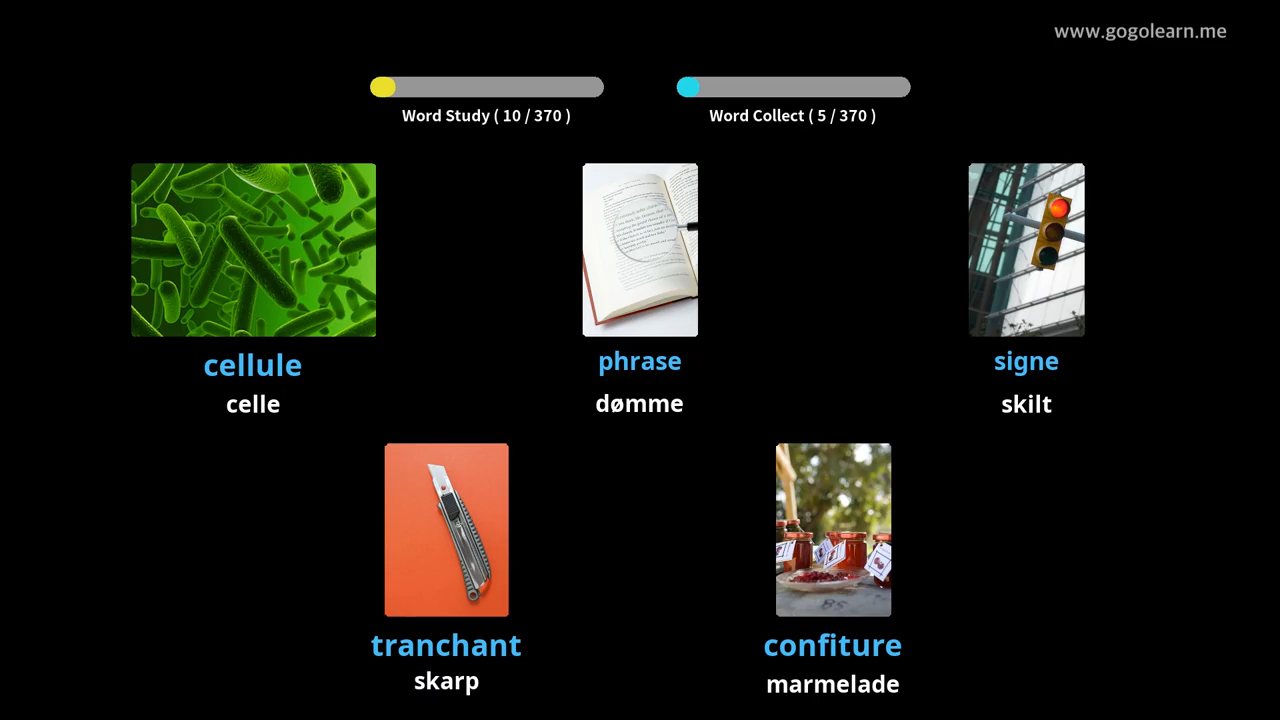 www.gogolearn.me
Word Study ( 10 / 370 )
Word Collect ( 5 / 370 )
cellule
celle
phrase
dømme
signe
skilt
tranchant
skarp
confiture
marmelade